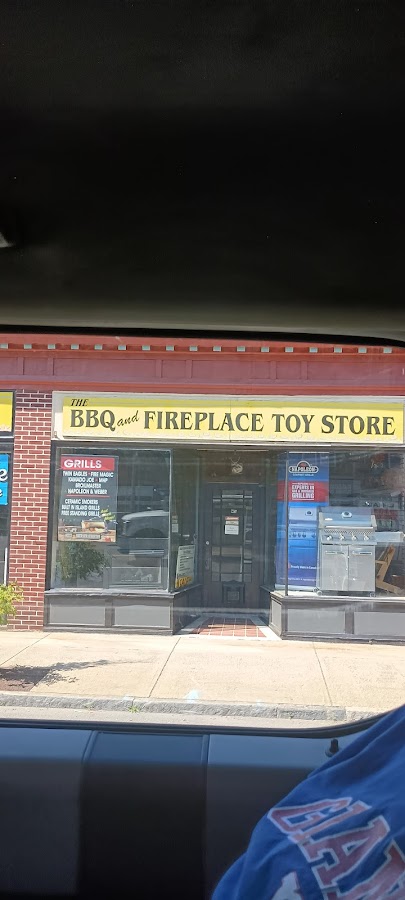 THE
BBQ and FIREPLACE TOY STORE
GRILLS
TWIN EAGLES · FIRE MAGIC
KAMADO JOE · MHP
BROILMASTER
NAPOLEON & WEBER
CERAMIC SMOKERS
BUILT IN ISLAND GRILLS
FREE STANDING GRILLS
NAPOLEON
EXPERTS IN
GRILLING
GIAN